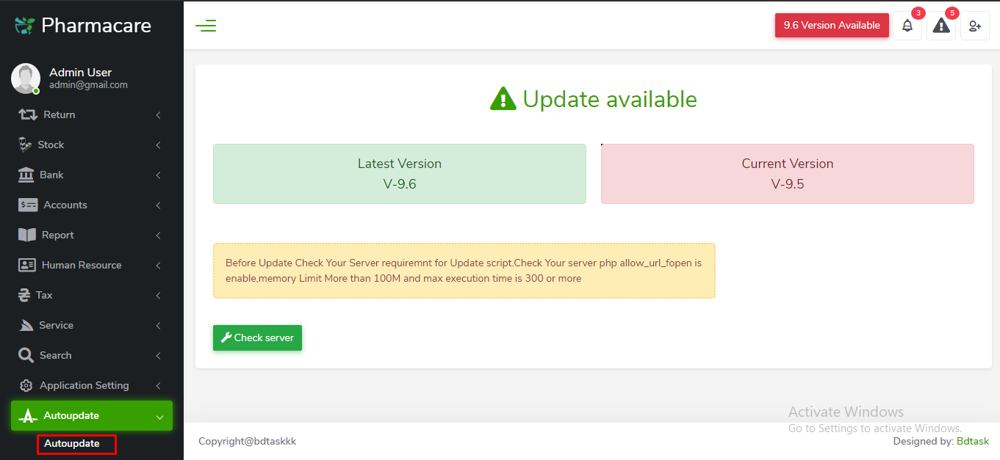 Pharmacare
Admin User
admin@gmail.com
Return
Stock
Bank
Accounts
Report
Human Resource
Tax
Service
Search
Application Setting
Autoupdate
Autoupdate
9.6 Version Available
3
5
Update available
Latest Version
V-9.6
Current Version
V-9.5
Before Update Check Your Server requiremnt for Update script.Check Your server php allow_url_fopen is
enable,memory Limit More than 100M and max execution time is 300 or more
Check server
Activate Windows
Go to Settings to activate Windows.
Copyright@bdtaskkk
Designed by: Bdtask